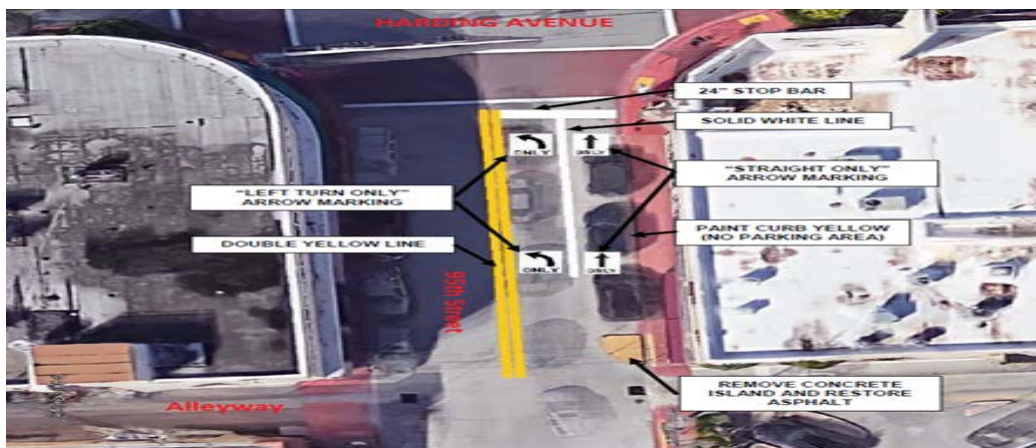 HARDING AVENUE
24" STOP BAR
SOLID WHITE LINE
ONLY
ONLY
"LEFT TURN ONLY"
ARROW MARKING
"STRAIGHT ONLY"
ARROW MARKING
PAINT CURB YELLOW
(NO PARKING AREA)
DOUBLE YELLOW LINE
ONLY
ONLY
95th Street
REMOVE CONCRETE
ISLAND AND RESTORE
ASPHALT
Alleyway